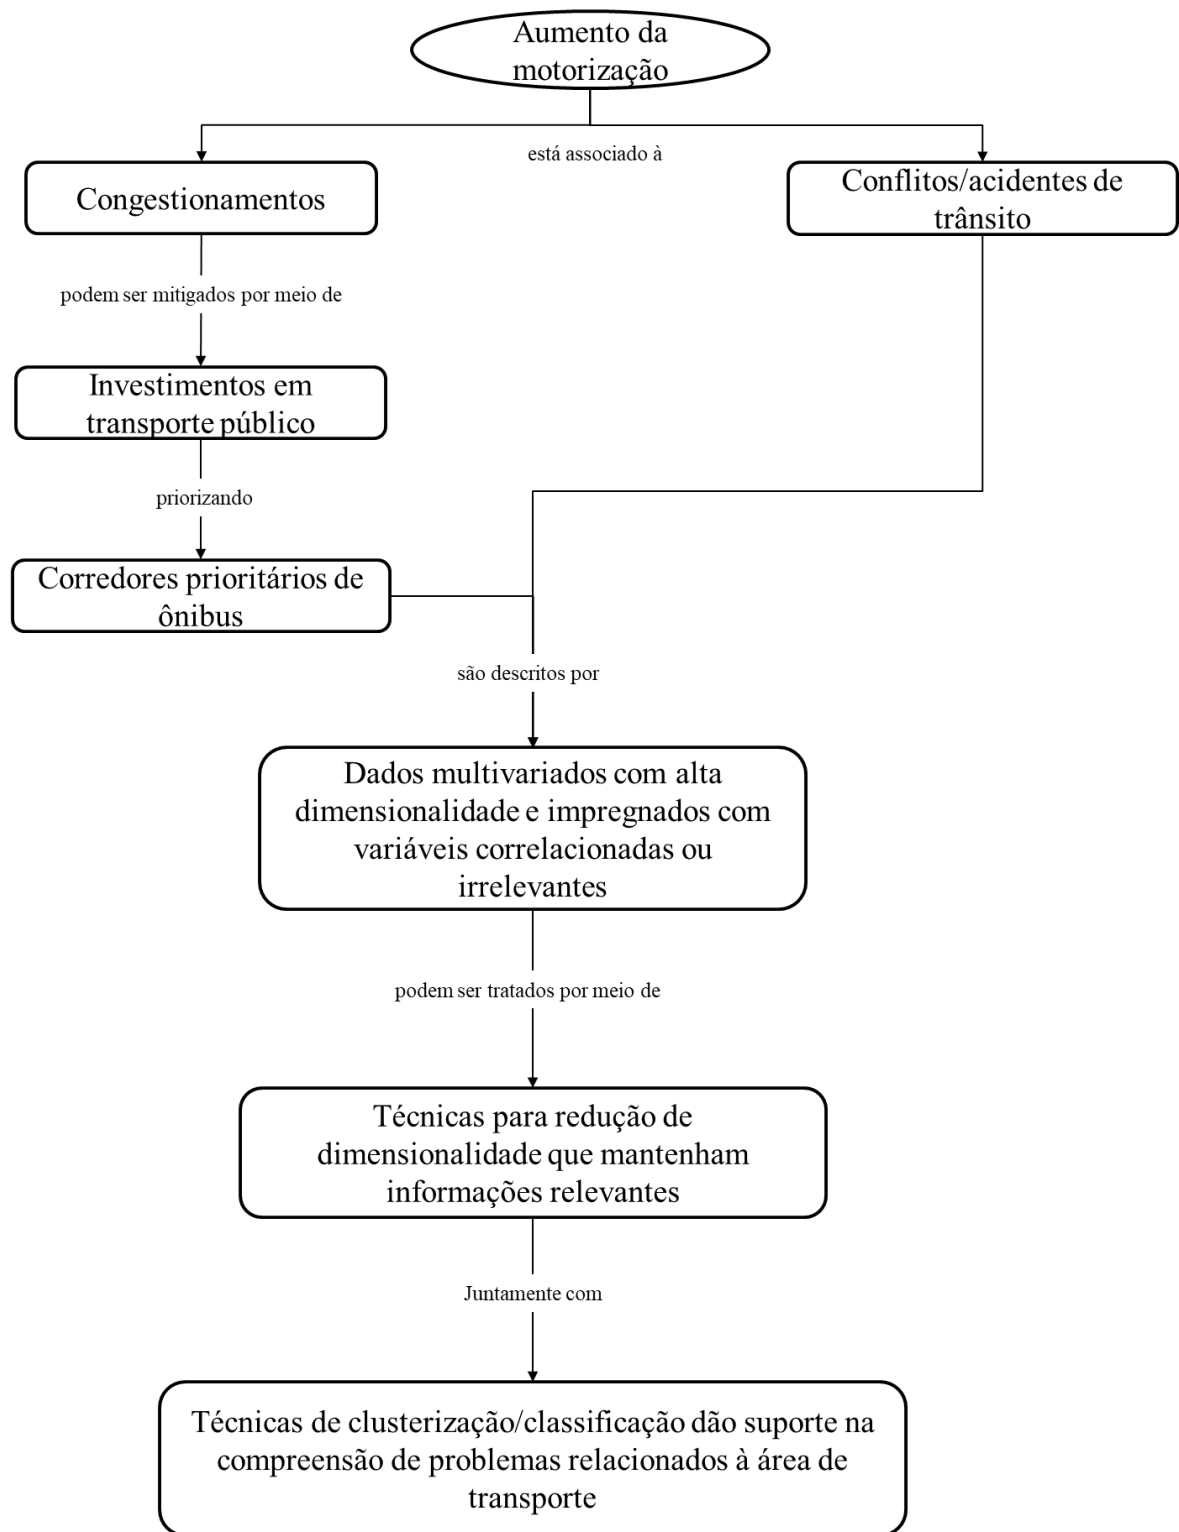 Aumento da
motorização
está associado à
Congestionamentos
Conflitos/acidentes de
trânsito
podem ser mitigados por meio de
Investimentos em
transporte público
priorizando
Corredores prioritários de
ônibus
são descritos por
Dados multivariados com alta
dimensionalidade e impregnados com
variáveis correlacionadas ou
irrelevantes
podem ser tratados por meio de
Técnicas para redução de
dimensionalidade que mantenham
informações relevantes
Juntamente com
Técnicas de clusterização/classificação dão suporte na
compreensão de problemas relacionados à área de
transporte